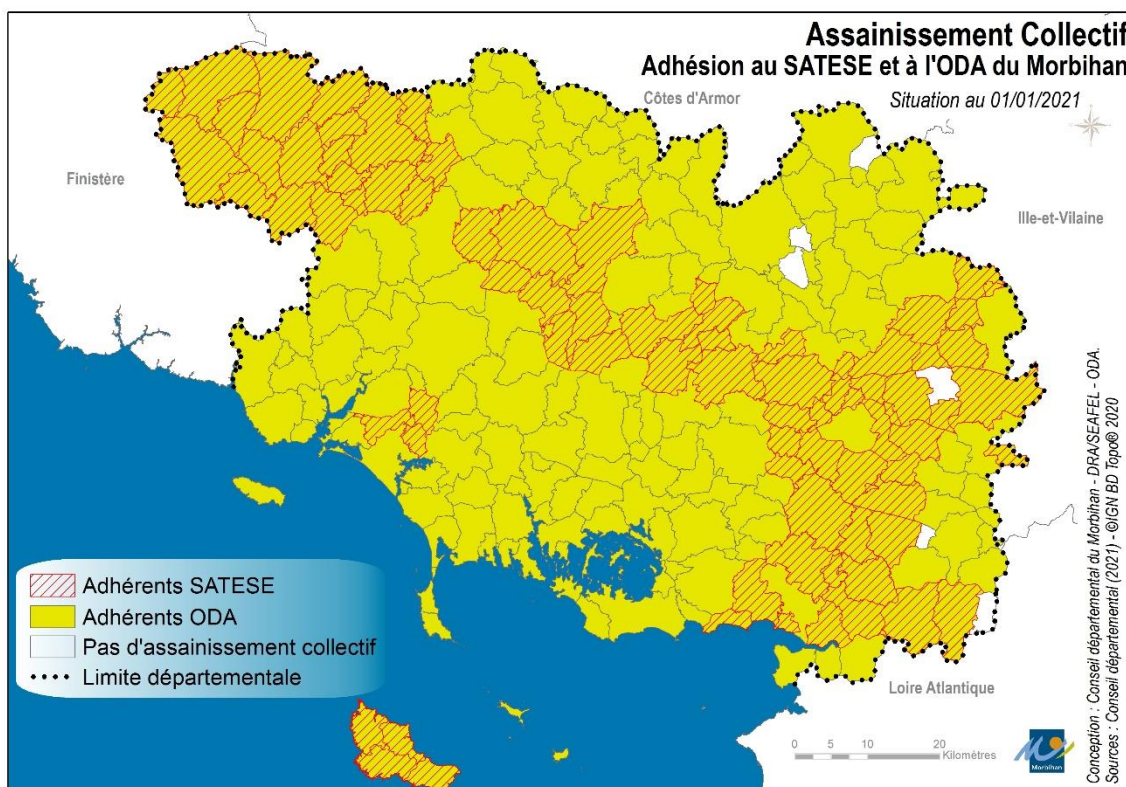 Assainissement Collectif
Adhésion au SATESE et à l'ODA du Morbihan
Situation au 01/01/2021
Côtes d'Armor
Finistère
Ille-et-Vilaine
Adhérents SATESE
Adhérents ODA
Pas d'assainissement collectif
Limite départementale
Loire Atlantique
0 5 10 20
Kilomètres
Morbihan
Conception : Conseil départemental du Morbihan - DRA/SEAFEL - ODA.
Sources : Conseil départemental (2021) - ©IGN BD Topo® 2020